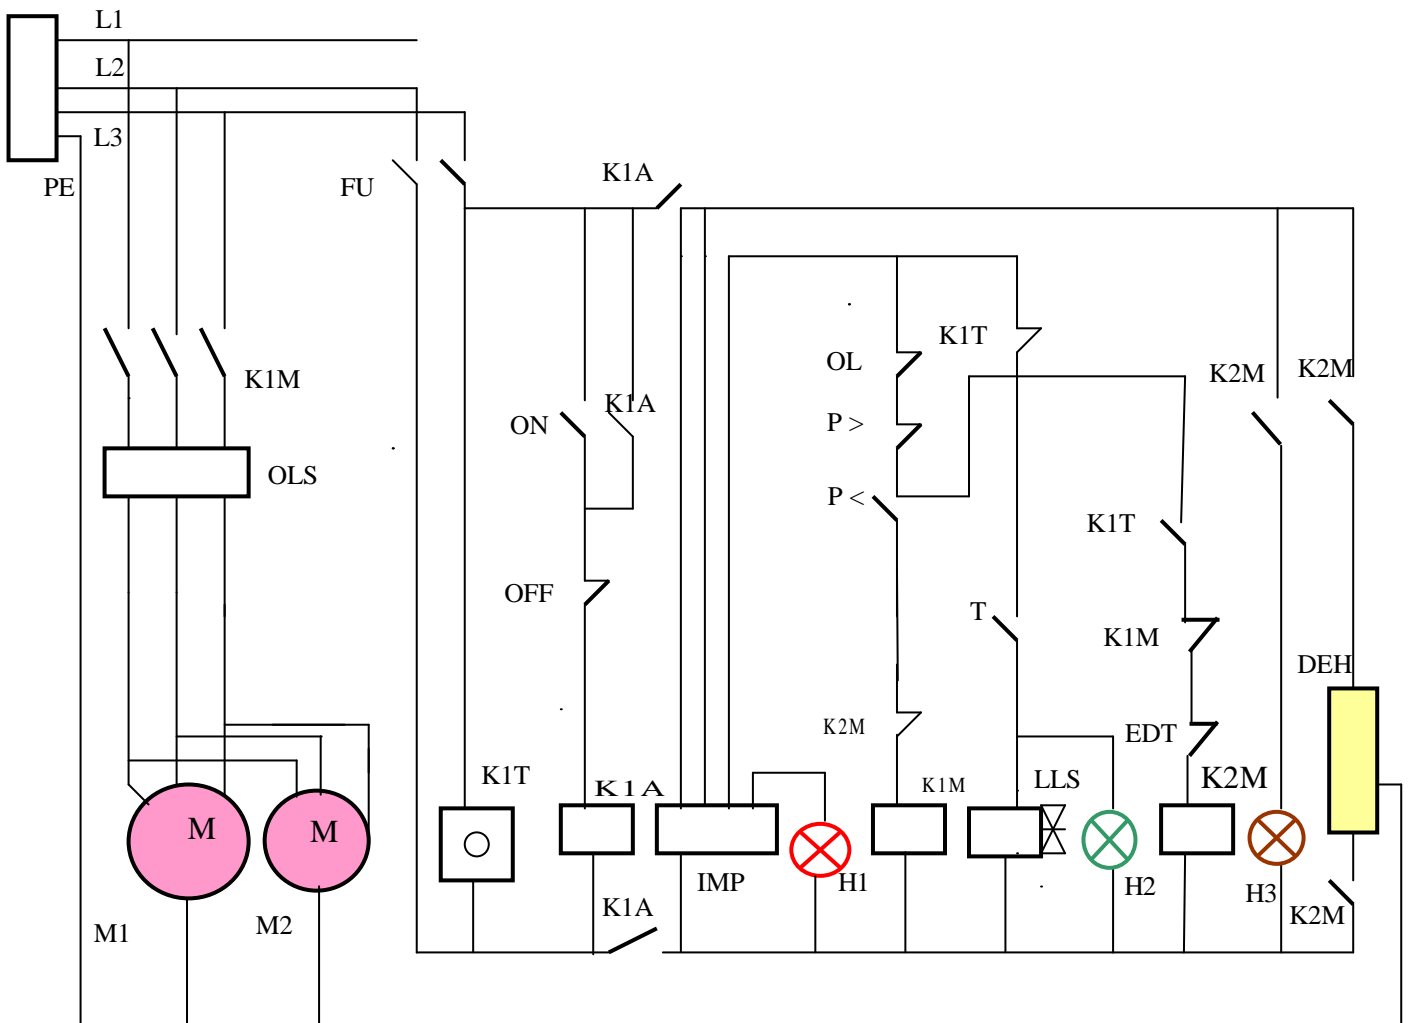 L1
L2
L3
PE
FU
K1A
K1M
OLS
ON
K1A
OFF
OL
P >
P <
K1T
K2M
K2M
K1T
T
K1M
DEH
EDT
K2M
K1T
K1A
K1M
LLS
K2M
M
M
IMP
H1
H2
H3
K2M
M1
M2
K1A